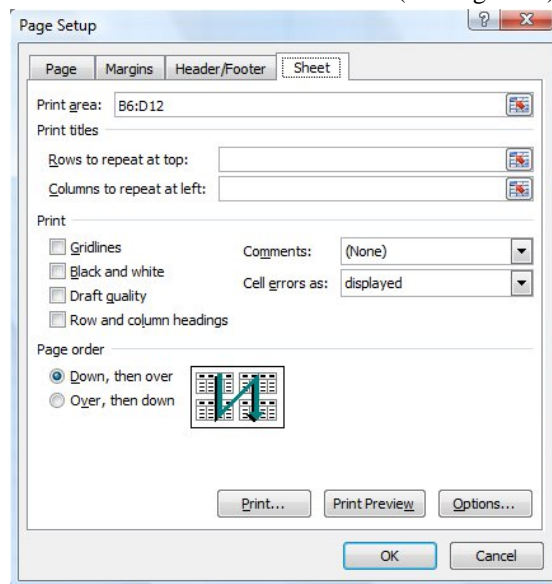 Page Setup
Page Margins Header/Footer Sheet
Print area: B6:D12
Print titles
Rows to repeat at top:
Columns to repeat at left:
Print
Gridlines
Comments: (None)
Black and white
Cell errors as: displayed
Draft quality
Row and column headings
Page order
Down, then over
Over, then down
Print... Print Preview Options...
OK Cancel